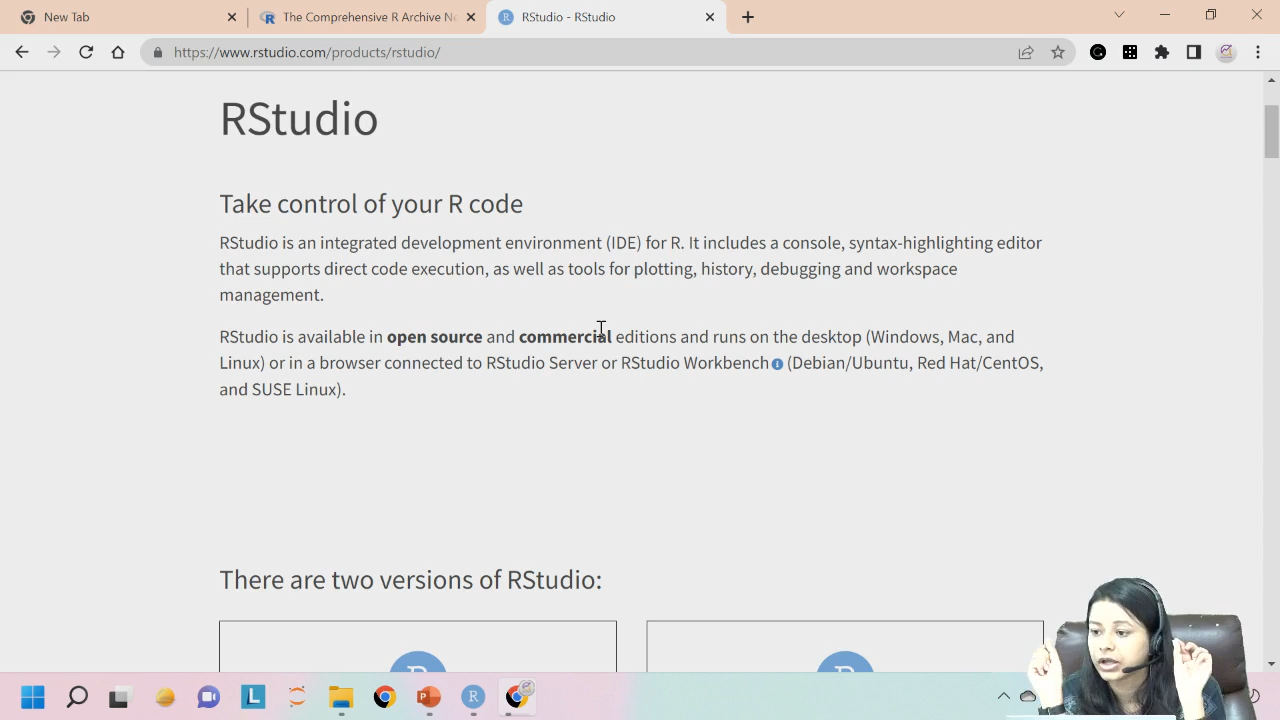 New Tab
The Comprehensive R Archive Ne
RStudio - RStudio
https://www.rstudio.com/products/rstudio/
RStudio
Take control of your R code
RStudio is an integrated development environment (IDE) for R. It includes a console, syntax-highlighting editor
that supports direct code execution, as well as tools for plotting, history, debugging and workspace
management.
RStudio is available in open source and commercial editions and runs on the desktop (Windows, Mac, and
Linux) or in a browser connected to RStudio Server or RStudio Workbench (Debian/Ubuntu, Red Hat/CentOS,
and SUSE Linux).
There are two versions of RStudio: